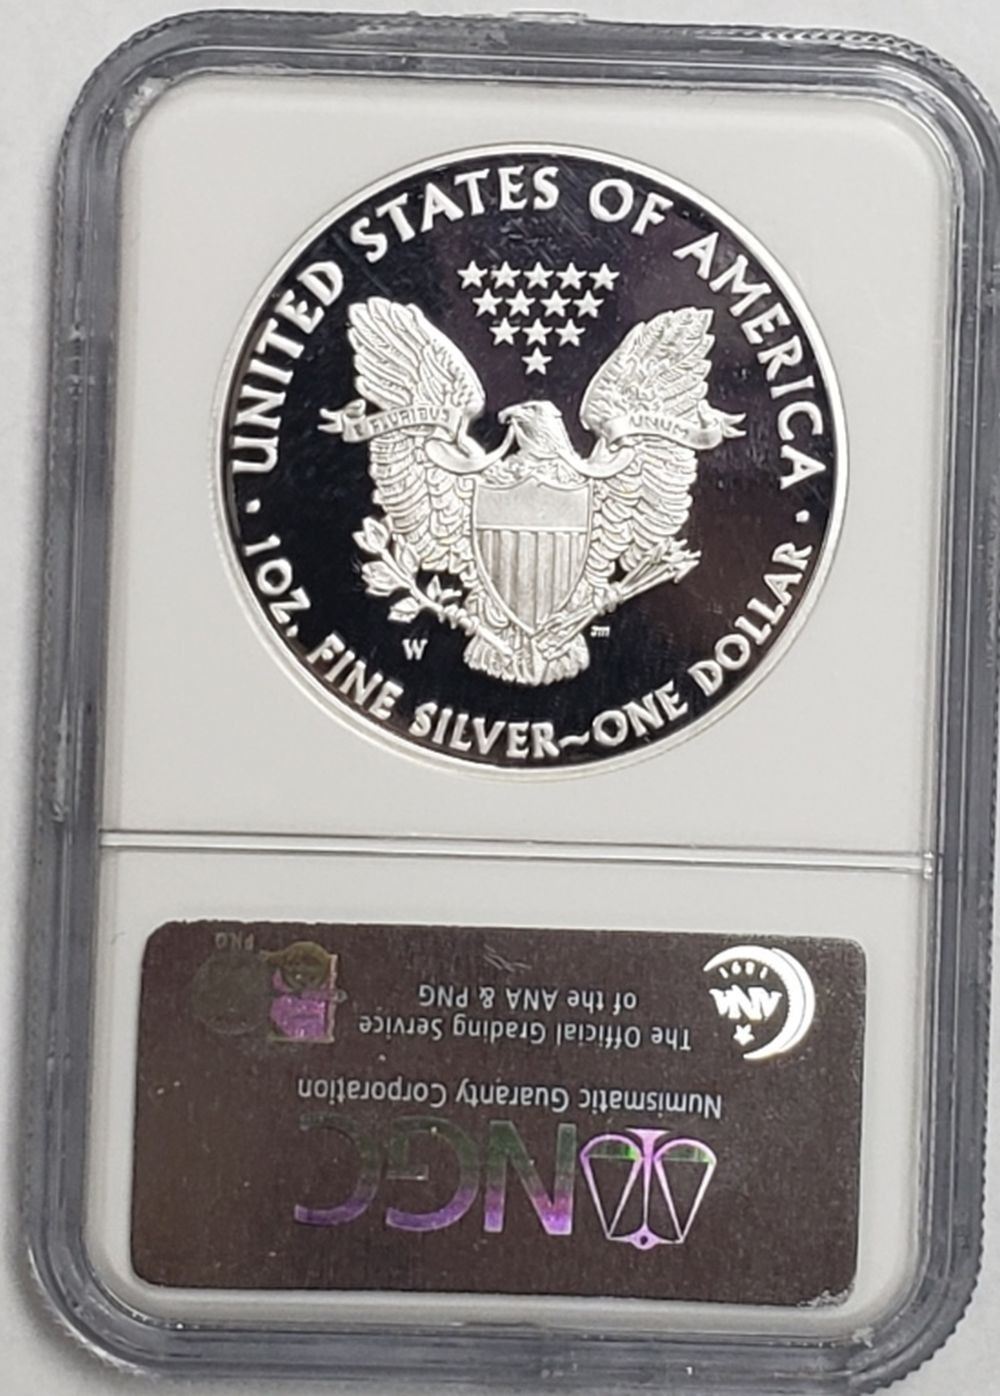 UNITED STATES OF AMERICA
PLURIBUS UNUM
W
· 1 OZ. FINE SILVER~ONE DOLLAR ·
NGC
Numismatic Guaranty Corporation
The Official Grading Service
of the ANA & PNG
ANA
1891
PNG